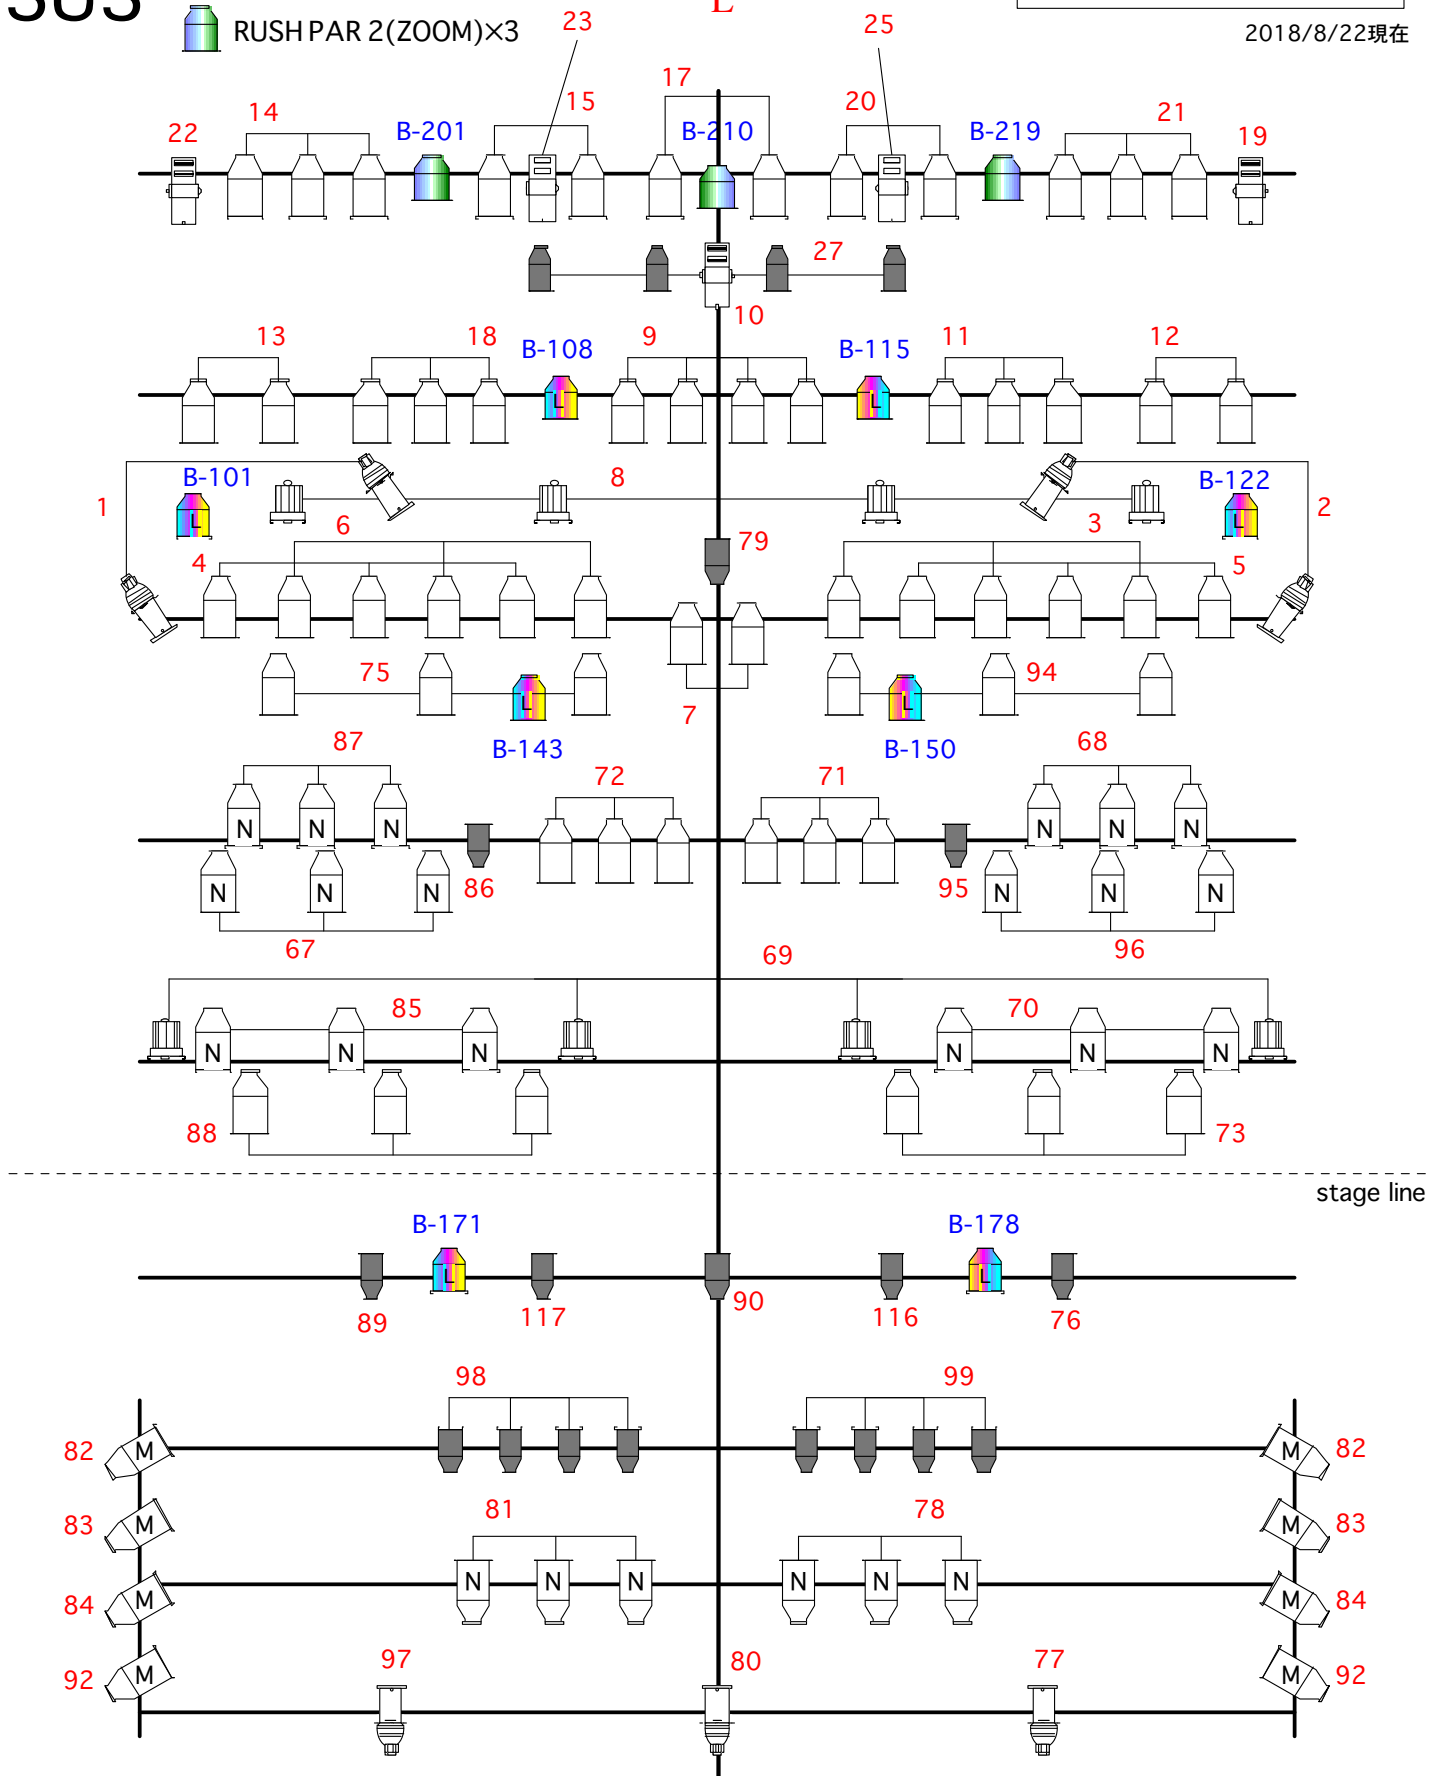 RUSH PAR 2(ZOOM)×3
2018/8/22現在
23
25
17
14
15
20
21
22
B-201
B-210
B-219
19
27
10
13
18
B-108
9
B-115
11
12
1
B-101
8
B-122
2
6
3
4
79
5
75
94
7
B-143
B-150
87
68
72
71
N N N
N N N
86
95
N N N
N N N
67
96
69
85
70
N N N
N N N
88
73
stage line
B-171
B-178
L
L
89
117
90
116
76
98
99
82 M
M 82
81
78
83 M
M 83
N N N
N N N
84 M
M 84
97
80
77
92 M
M 92